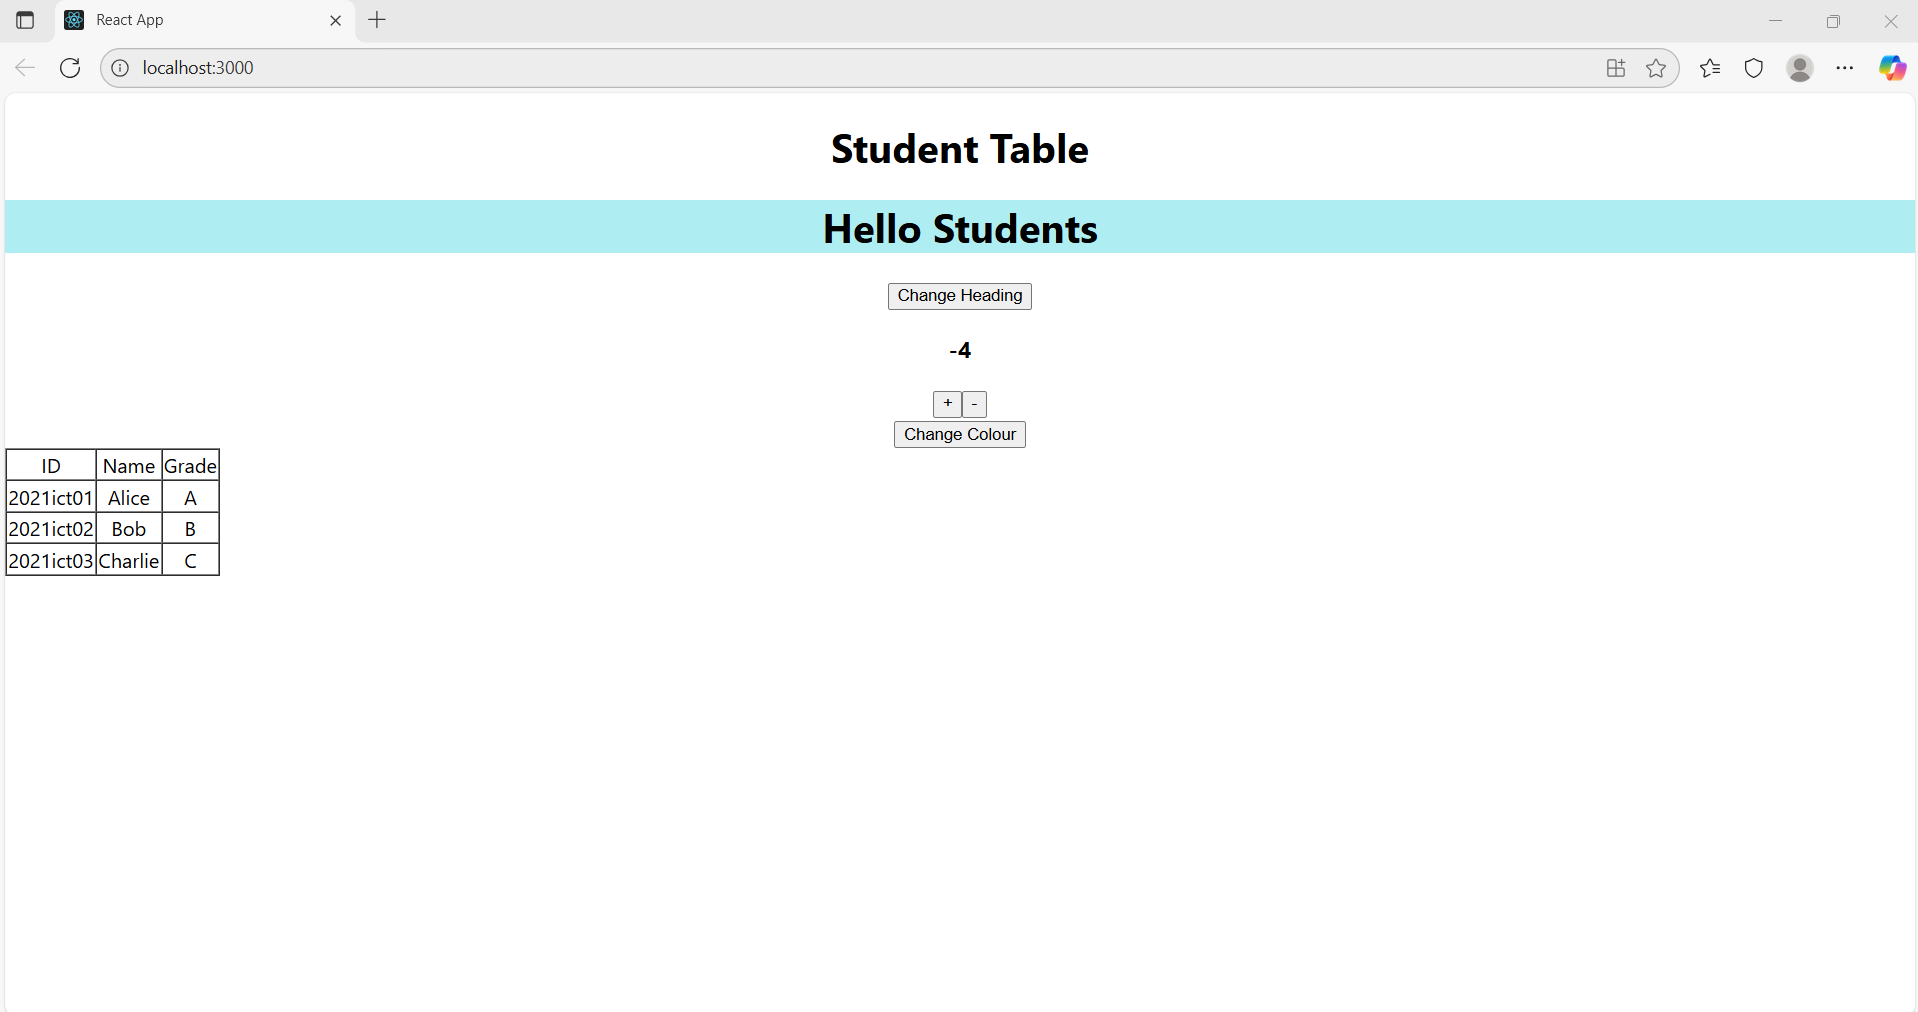 React App
localhost:3000
Student Table
Hello Students
Change Heading
-4
+ -
Change Colour
ID Name Grade
2021ict01 Alice A
2021ict02 Bob B
2021ict03 Charlie C